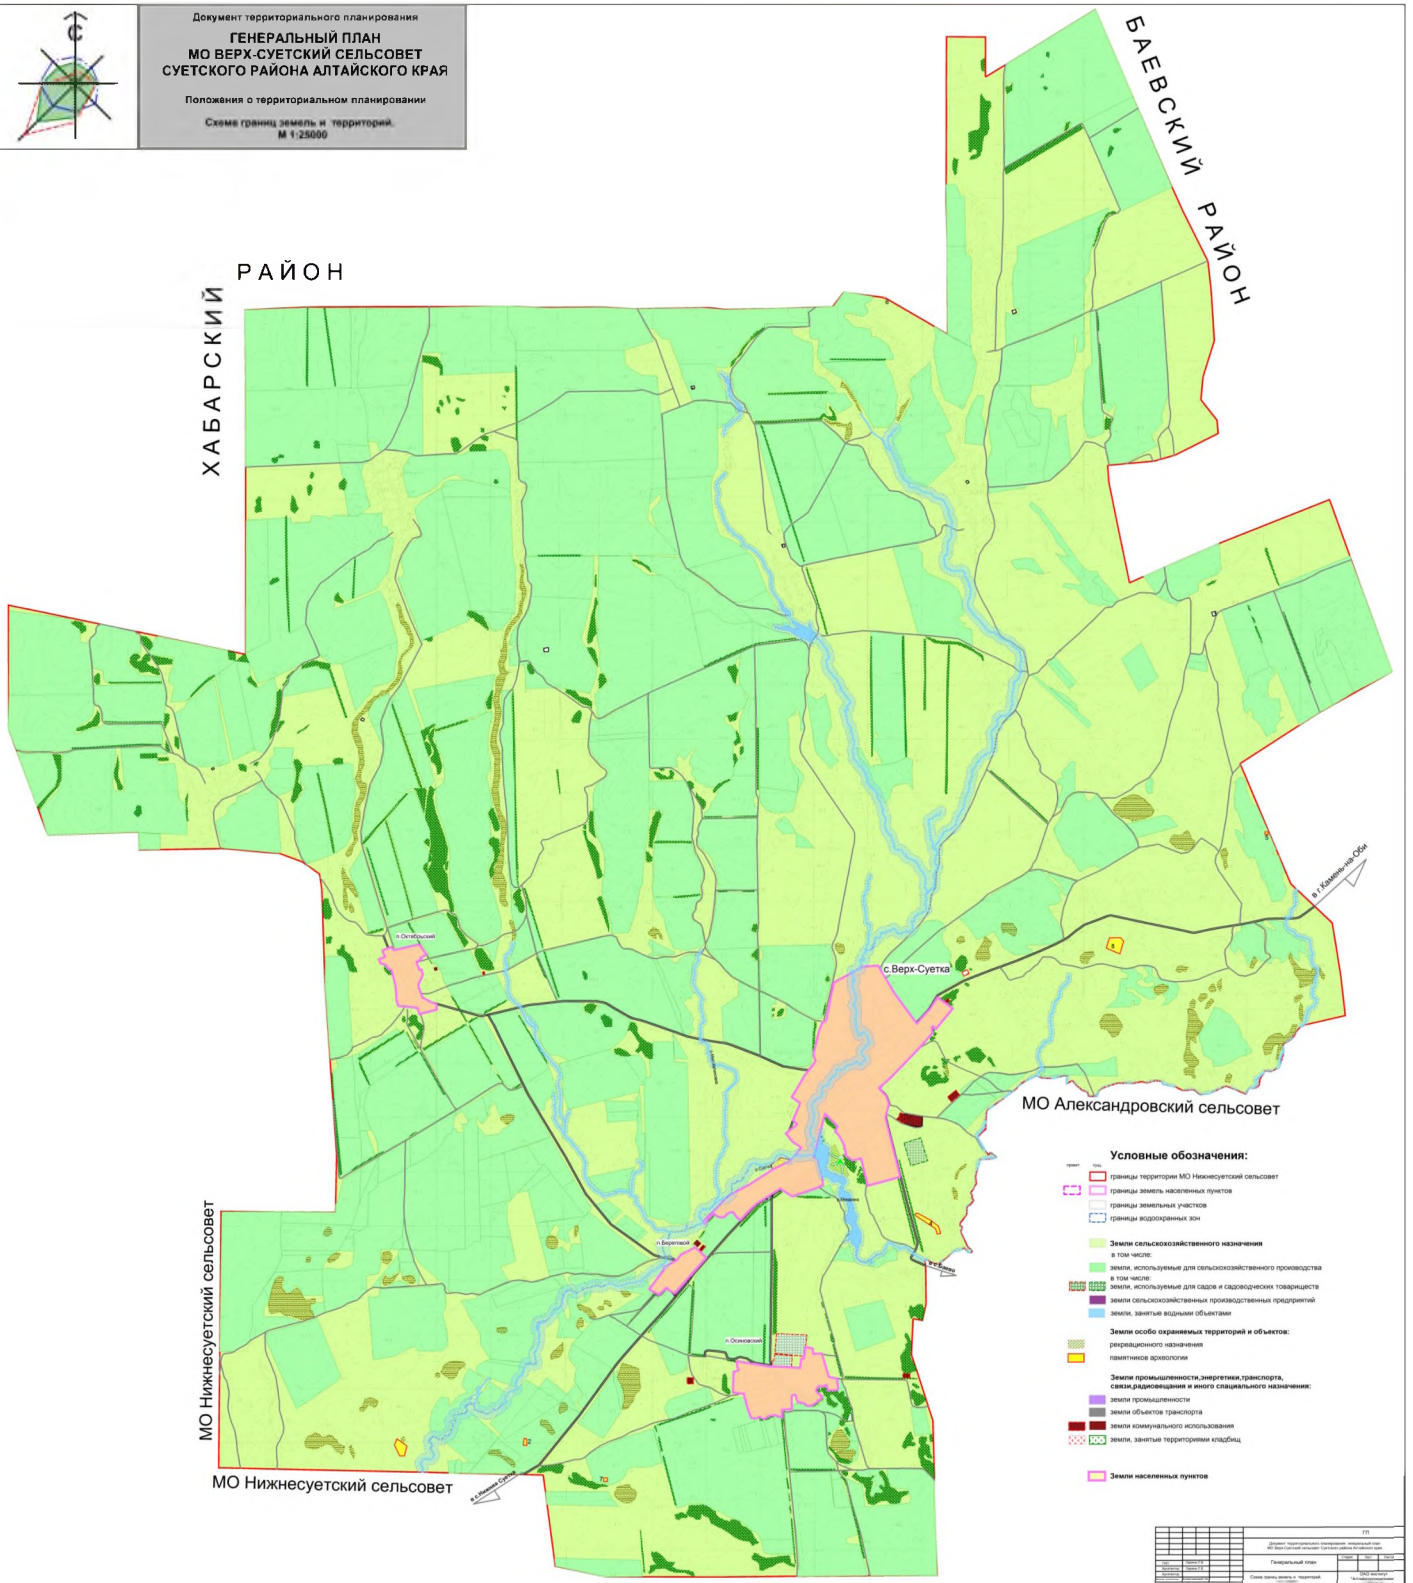 С
Документ территориального планирования
ГЕНЕРАЛЬНЫЙ ПЛАН
МО ВЕРХ-СУЕТСКИЙ СЕЛЬСОВЕТ
СУЕТСКОГО РАЙОНА АЛТАЙСКОГО КРАЯ
Положения о территориальном планировании
Схема границ земель и территорий.
М 1:25000
БАЕВСКИЙ РАЙОН
ХАБАРСКИЙ РАЙОН
в г.Камень-на-Оби
п.Октябрьский
с.Верх-Суетка
МО Александровский сельсовет
п.Береговой
в с.Баево
п.Осиновский
МО Нижнесуетский сельсовет
МО Нижнесуетский сельсовет
в с.Нижняя Суетка
Условные обозначения:
границы территории МО Нижнесуетский сельсовет
границы земель населенных пунктов
границы земельных участков
границы водоохранных зон
Земли сельскохозяйственного назначения
в том числе:
земли, используемые для сельскохозяйственного производства
в том числе:
земли, используемые для садов и садоводческих товариществ
земли сельскохозяйственных производственных предприятий
земли, занятые водными объектами
Земли особо охраняемых территорий и объектов:
рекреационного назначения
памятников археологии
Земли промышленности,энергетики,транспорта,
связи,радиовещания и иного спациального назначения:
земли промышленности
земли объектов транспорта
земли коммунального использования
земли, занятые территориями кладбищ
Земли населенных пунктов
ГП
Генеральный план